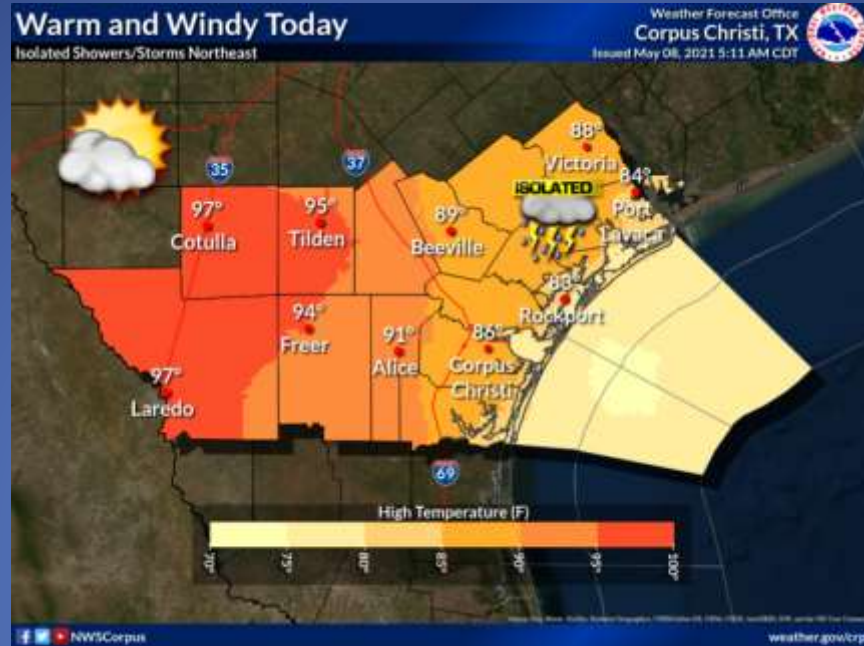 Warm and Windy Today
Isolated Showers/Storms Northeast
Weather Forecast Office
Corpus Christi, TX
Issued May 08, 2021 5:11 AM CDT
35
37
88°
Victoria
84°
Port
Lavaca
ISOLATED
97°
Cotulla
95°
Tilden
89°
Beeville
83°
Rockport
94°
Freer
91°
Alice
86°
Corpus
Christi
97°
Laredo
69
High Temperature (F)
70°
75°
80°
85°
90°
95°
100°
NWSCorpus
weather.gov/crp